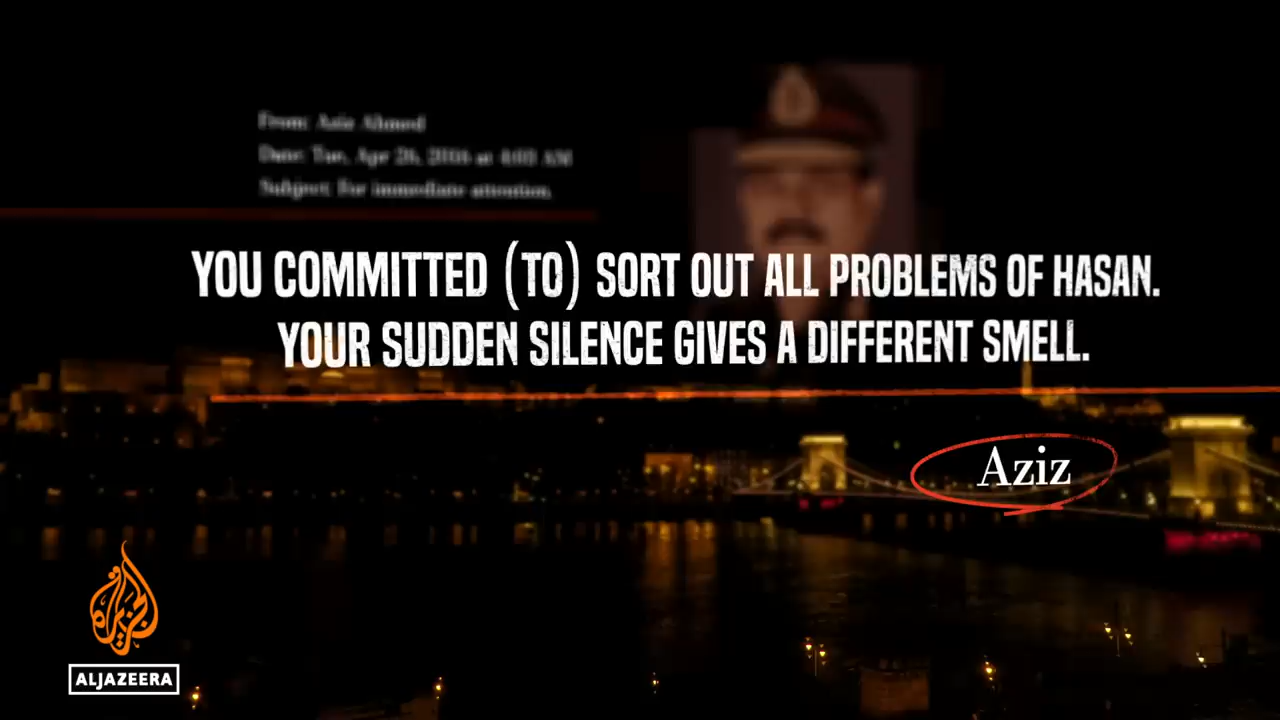 From: Aziz Ahmed
Date: Tue, Apr 26, 2016 at 4:03 AM
Subject: For immediate attention.
YOU COMMITTED (TO) SORT OUT ALL PROBLEMS OF HASAN.
YOUR SUDDEN SILENCE GIVES A DIFFERENT SMELL.
Aziz
الجزيرة
ALJAZEERA